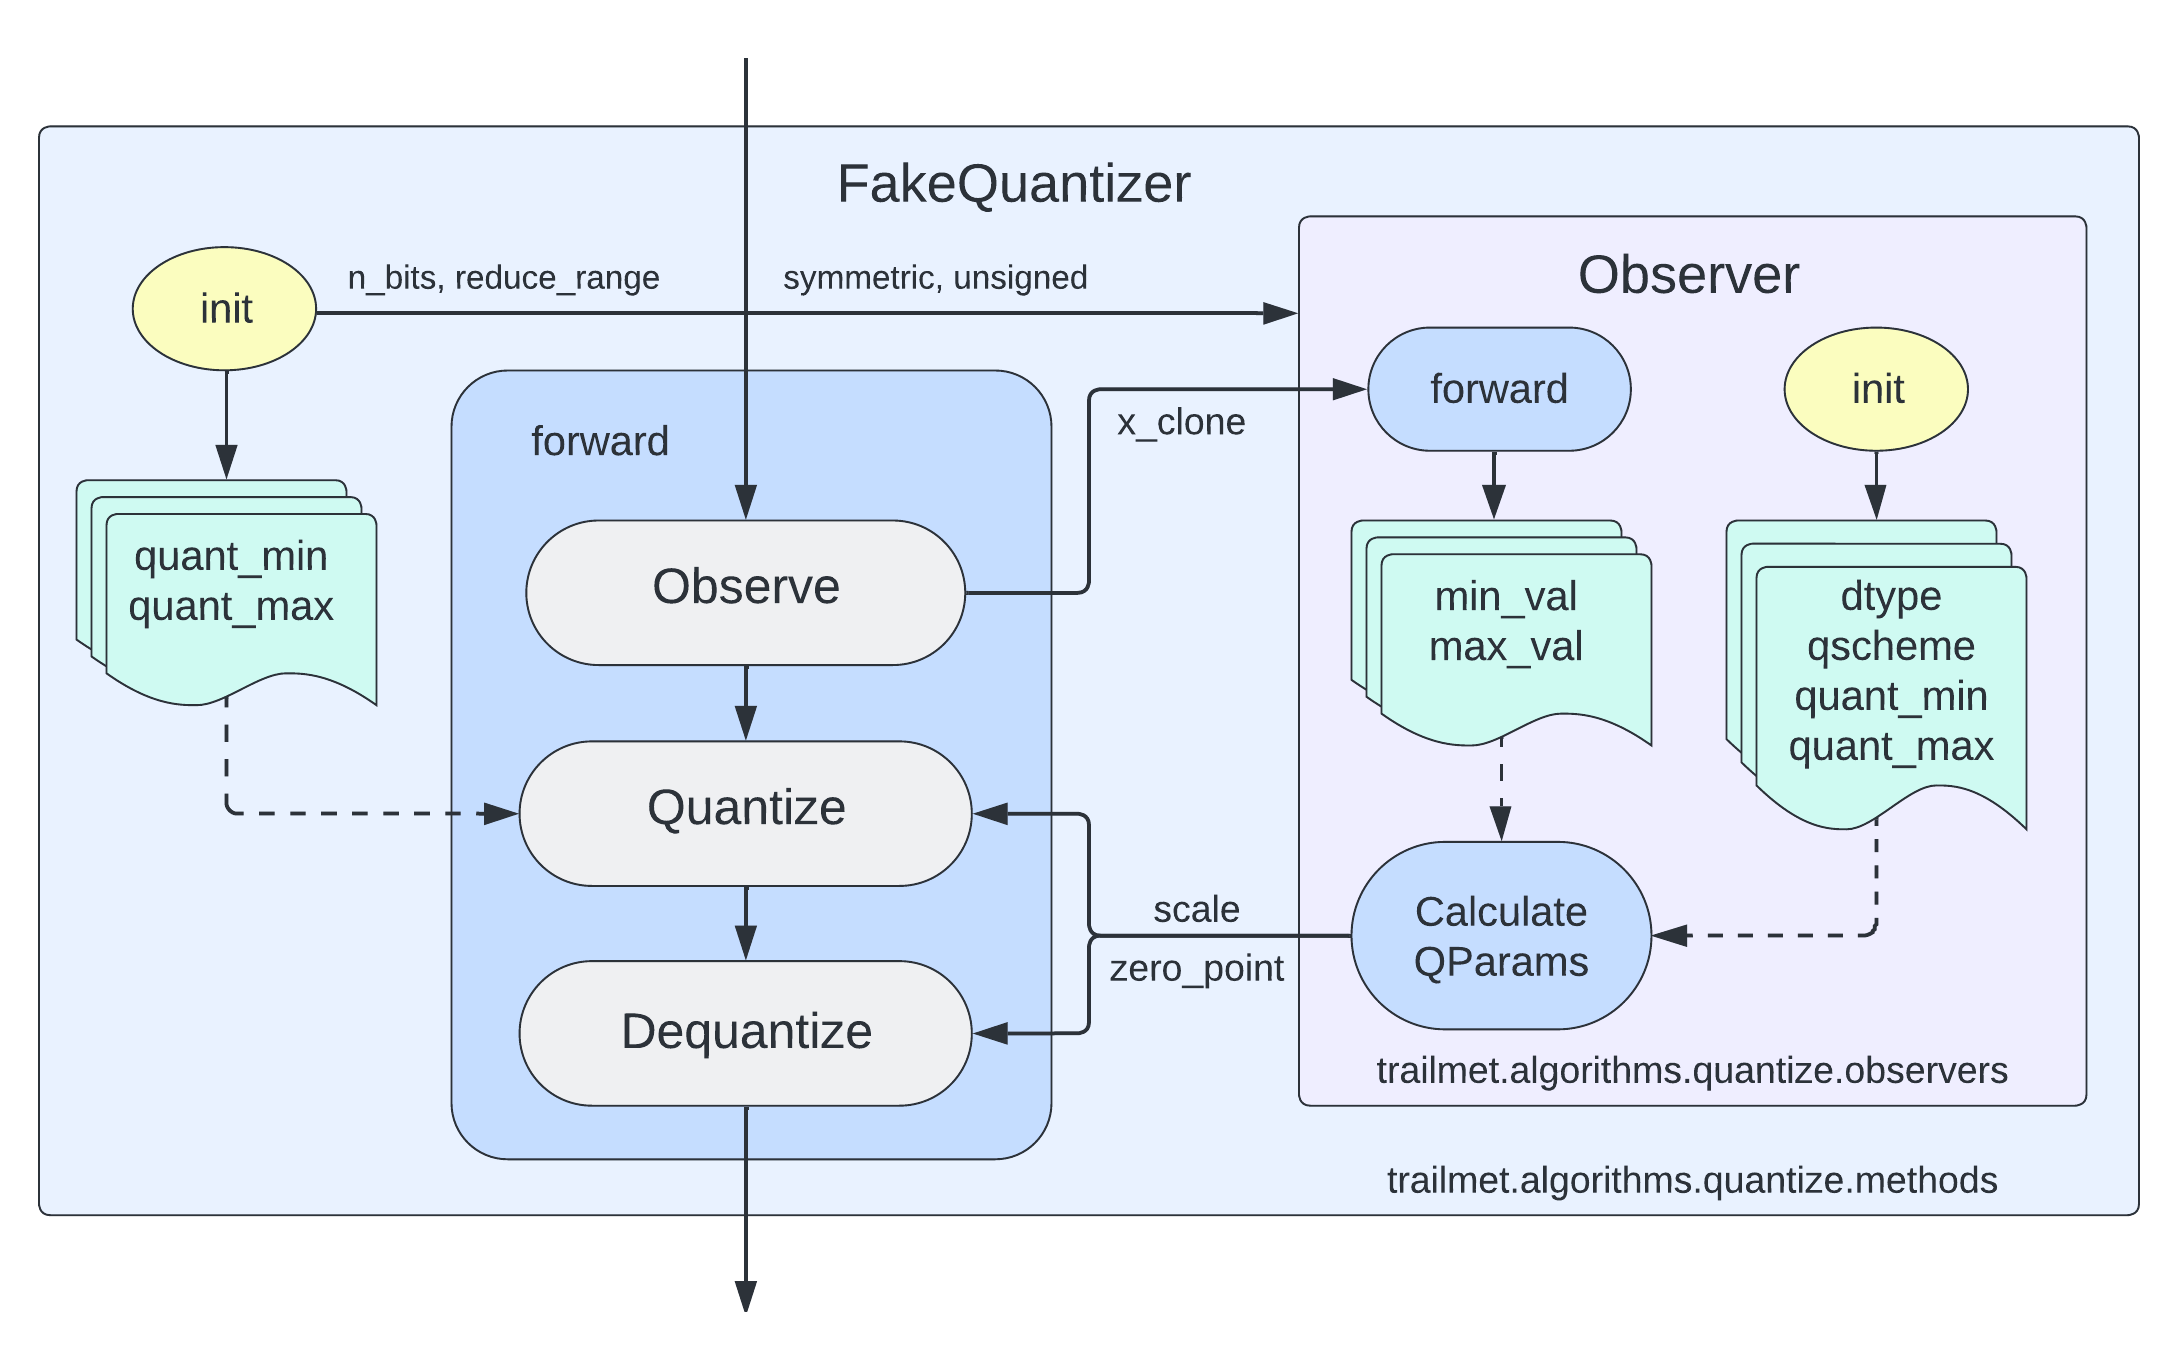 FakeQuantizer
init
n_bits, reduce_range
symmetric, unsigned
quant_min
quant_max
forward
Observe
Quantize
Dequantize
x_clone
scale
zero_point
Observer
forward
init
min_val
max_val
dtype
qscheme
quant_min
quant_max
Calculate
QParams
trailmet.algorithms.quantize.observers
trailmet.algorithms.quantize.methods